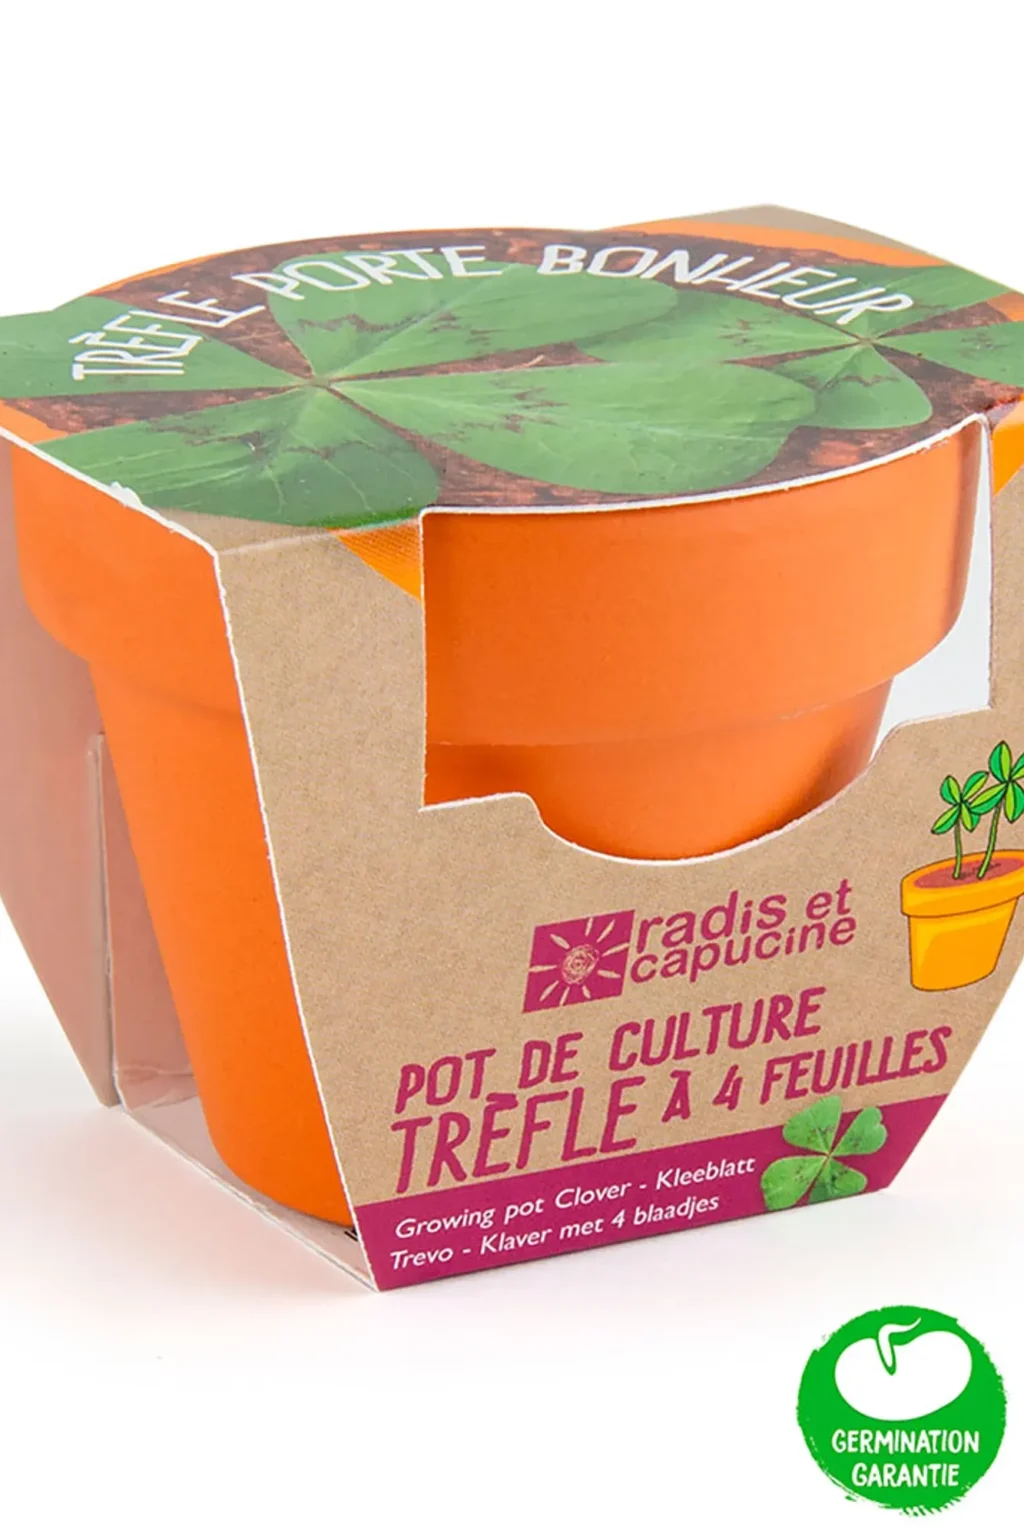 TRÈFLE PORTE BONHEUR
radis et
capucine
POT DE CULTURE
TRÈFLE À 4 FEUILLES
Growing pot Clover - Kleeblatt
Trevo - Klaver met 4 blaadjes
GERMINATION
GARANTIE